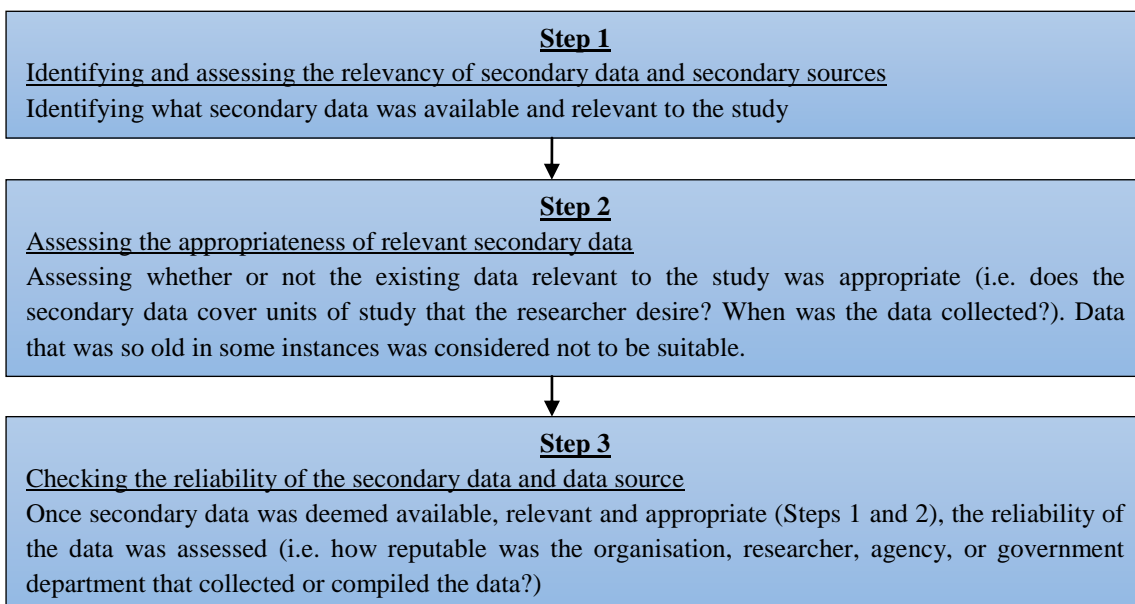 Step 1
Identifying and assessing the relevancy of secondary data and secondary sources
Identifying what secondary data was available and relevant to the study
Step 2
Assessing the appropriateness of relevant secondary data
Assessing whether or not the existing data relevant to the study was appropriate (i.e. does the
secondary data cover units of study that the researcher desire? When was the data collected?). Data
that was so old in some instances was considered not to be suitable.
Step 3
Checking the reliability of the secondary data and data source
Once secondary data was deemed available, relevant and appropriate (Steps 1 and 2), the reliability of
the data was assessed (i.e. how reputable was the organisation, researcher, agency, or government
department that collected or compiled the data?)